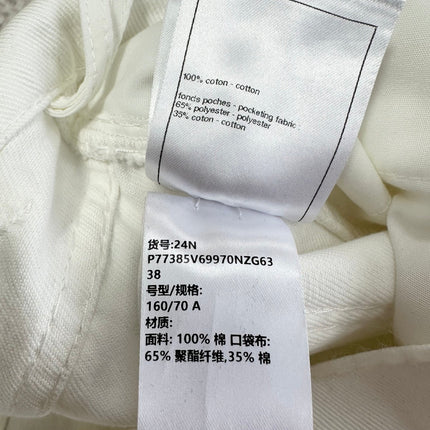 100% coton - cotton
fonds poches - pocketing fabric :
65% polyester - polyester
35% coton - cotton
货号:24N
P77385V69970NZG63
38
号型/规格:
160/70 A
材质:
面料: 100% 棉 口袋布:
65% 聚酯纤维,35% 棉